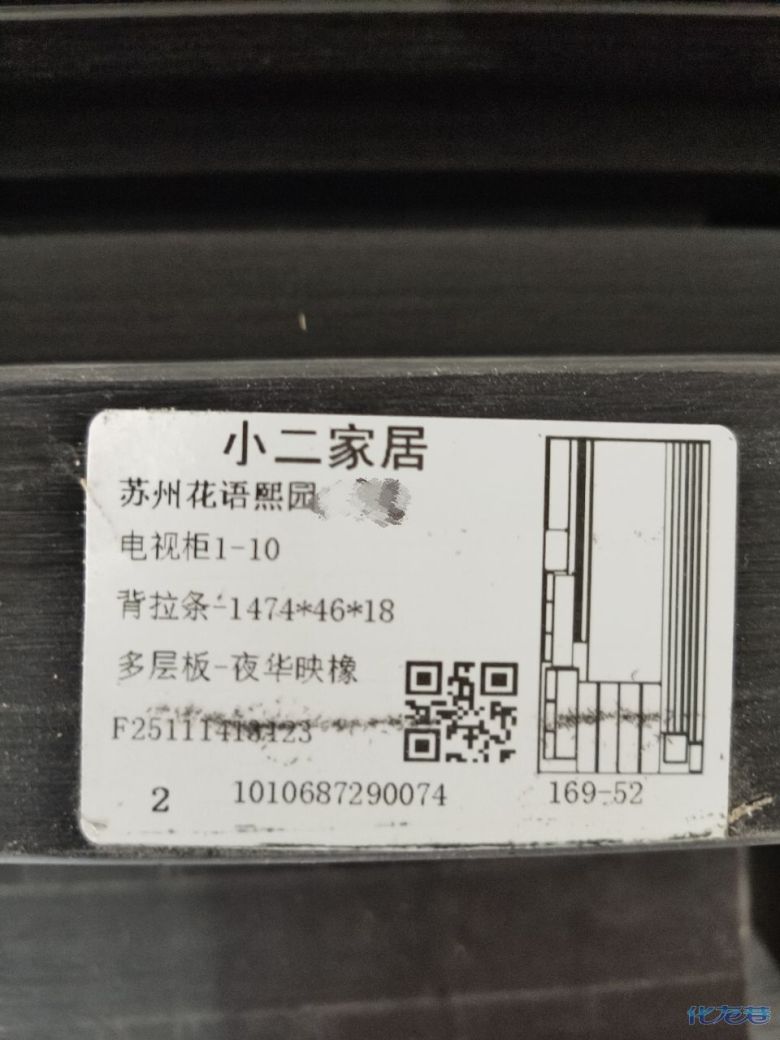 小二家居
苏州花语熙园
电视柜1-10
背拉条-1474*46*18
多层板-夜华映橡
2
1010687290074
169-52
化龙巷